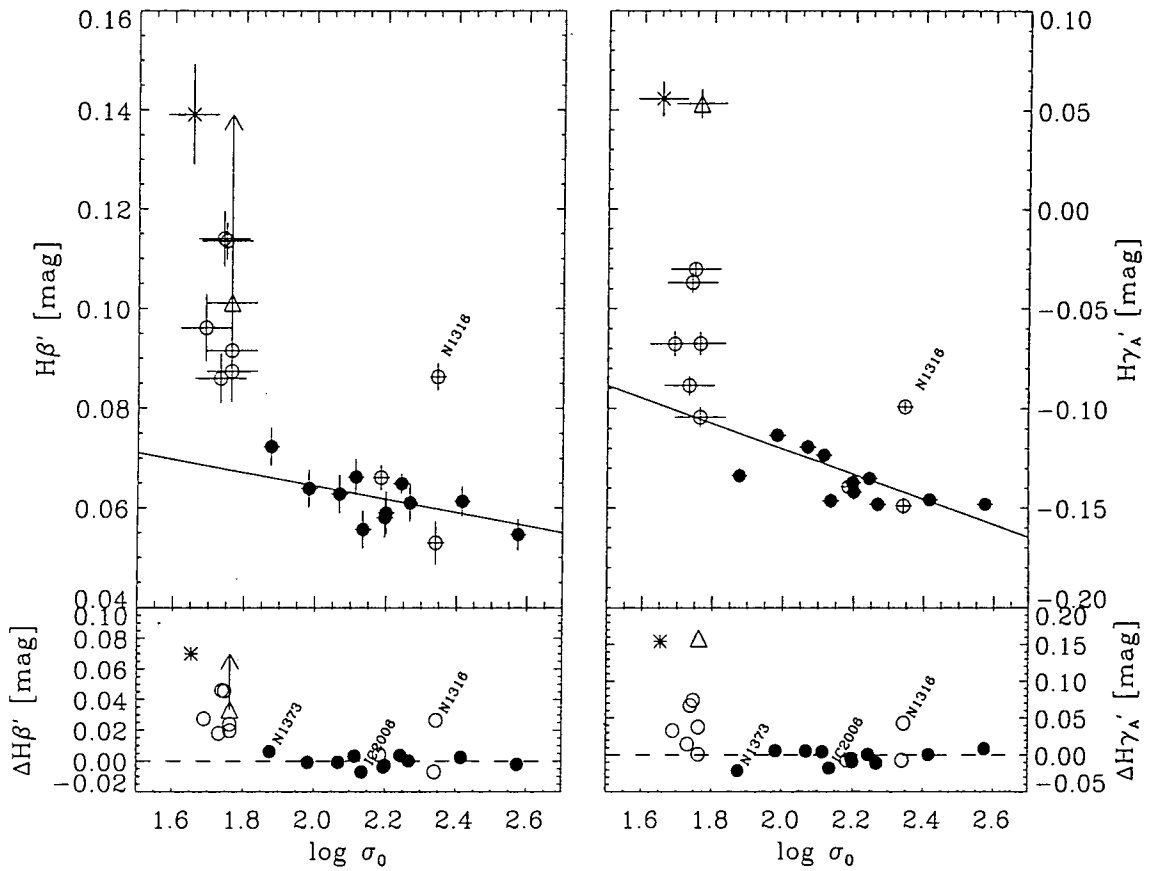 0.16
0.14
0.12
0.10
0.08
0.06
0.04
Hβ′ [mag]
N1316
0.10
0.08
0.06
0.04
0.02
0.00
−0.02
ΔHβ′ [mag]
N1373
IC2006
N1316
1.6 1.8 2.0 2.2 2.4 2.6
log σ₀
0.10
0.05
0.00
−0.05
−0.10
−0.15
−0.20
Hγ_A′ [mag]
N1316
0.20
0.15
0.10
0.05
0.00
−0.05
ΔHγ_A′ [mag]
N1373
IC2006
N1316
1.6 1.8 2.0 2.2 2.4 2.6
log σ₀